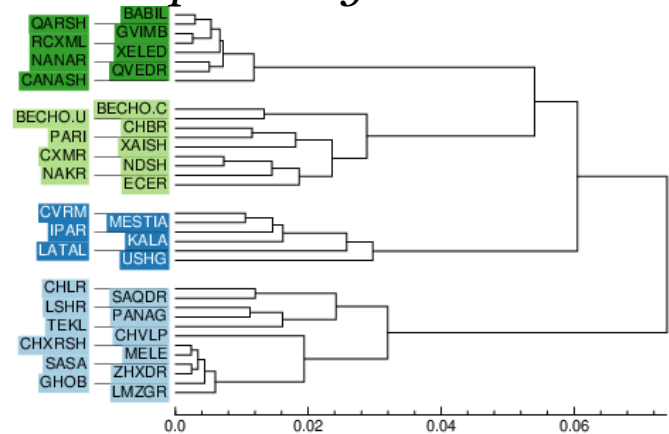 BABIL
QARSH
GVIMB
RCXML
XELED
NANAR
QVEDR
CANASH
BECHO.C
BECHO.U
CHBR
PARI
XAISH
CXMR
NDSH
NAKR
ECER
CVRM
MESTIA
IPAR
KALA
LATAL
USHG
CHLR
SAQDR
LSHR
PANAG
TEKL
CHVLP
CHXRSH
MELE
SASA
ZHXDR
GHOB
LMZGR
0.0 0.02 0.04 0.06